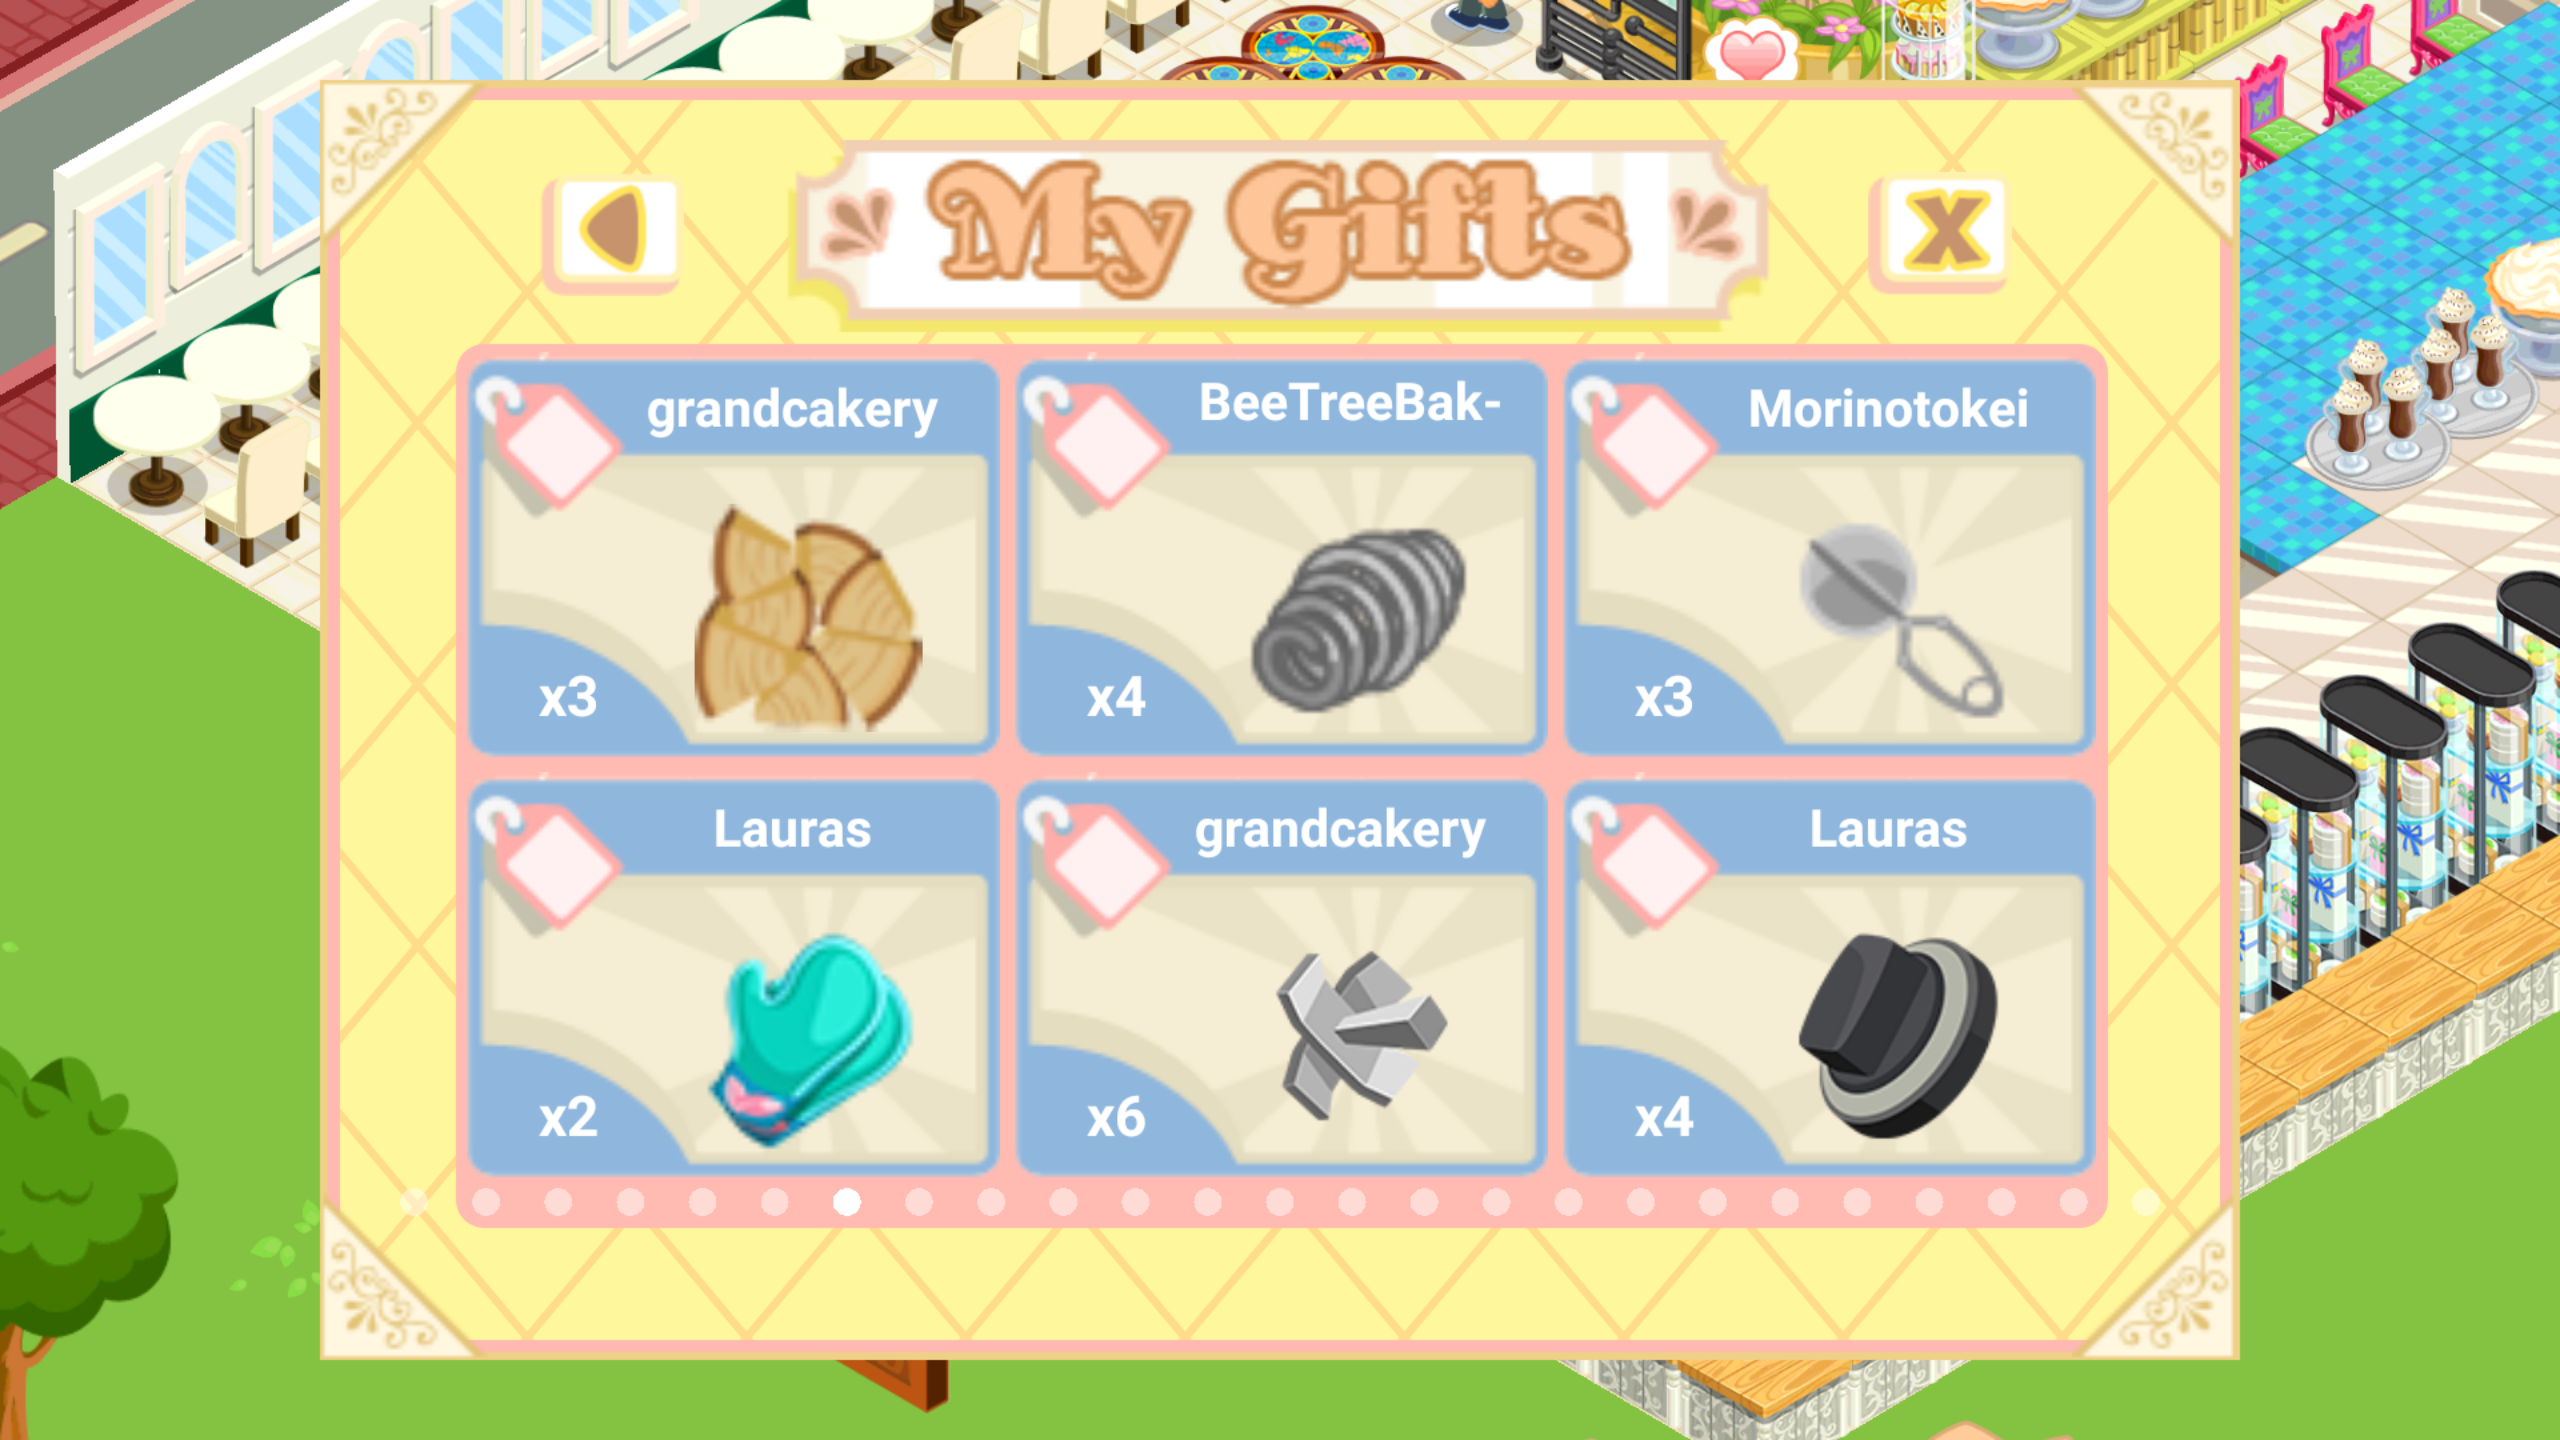 My Gifts
grandcakery
BeeTreeBak-
Morinotokei
x3
x4
x3
Lauras
grandcakery
Lauras
x2
x6
x4